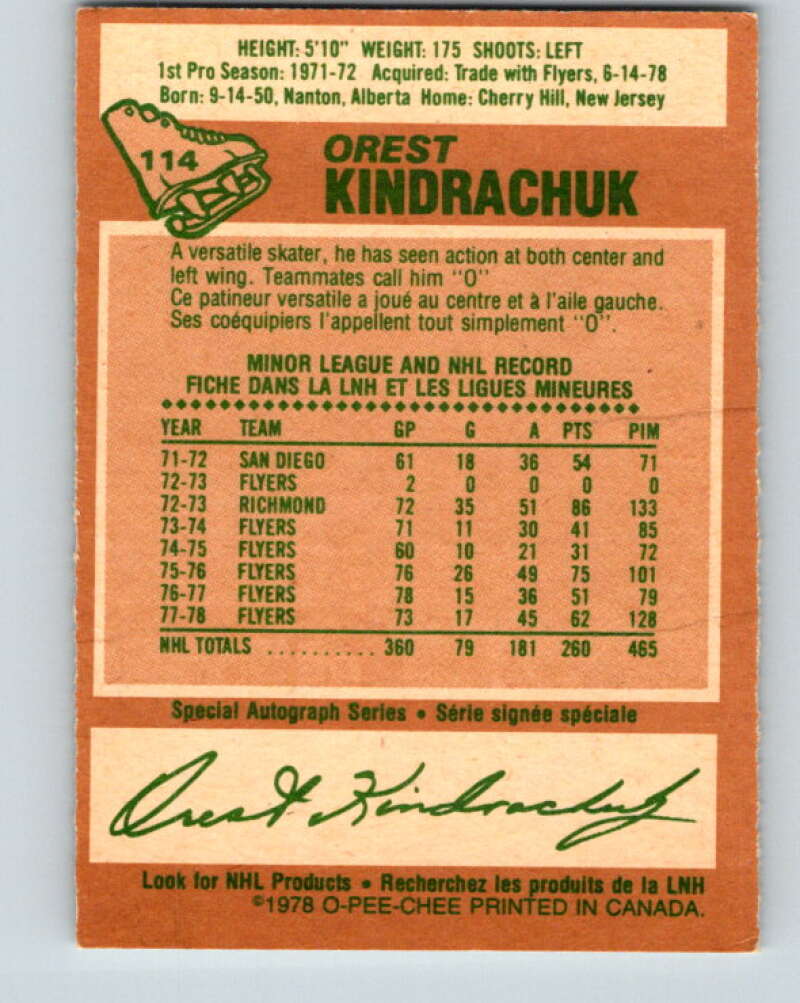 HEIGHT: 5'10" WEIGHT: 175 SHOOTS: LEFT
1st Pro Season: 1971-72 Acquired: Trade with Flyers, 6-14-78
Born: 9-14-50, Nanton, Alberta Home: Cherry Hill, New Jersey
114
OREST
KINDRACHUK
A versatile skater, he has seen action at both center and
left wing. Teammates call him "O"
Ce patineur versatile a joué au centre et à l'aile gauche.
Ses coéquipiers l'appellent tout simplement "O".
MINOR LEAGUE AND NHL RECORD
FICHE DANS LA LNH ET LES LIGUES MINEURES
YEAR TEAM GP G A PTS PIM
71-72 SAN DIEGO 61 18 36 54 71
72-73 FLYERS 2 0 0 0 0
72-73 RICHMOND 72 35 51 86 133
73-74 FLYERS 71 11 30 41 85
74-75 FLYERS 60 10 21 31 72
75-76 FLYERS 76 26 49 75 101
76-77 FLYERS 78 15 36 51 79
77-78 FLYERS 73 17 45 62 128
NHL TOTALS .......... 360 79 181 260 465
Special Autograph Series • Série signée spéciale
Orest Kindrachuk
Look for NHL Products • Recherchez les produits de la LNH
©1978 O-PEE-CHEE PRINTED IN CANADA.